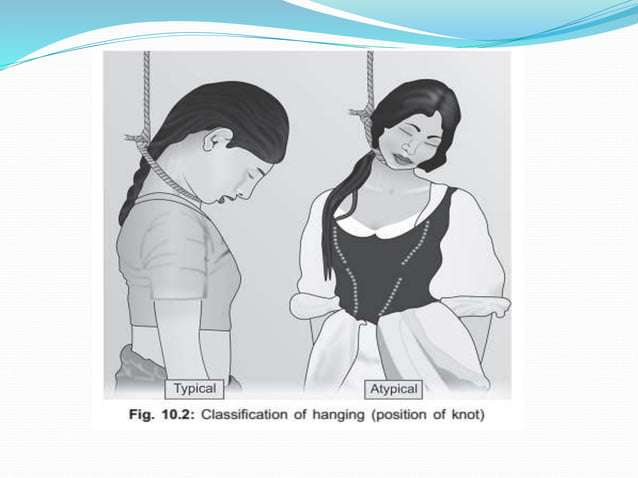 Typical
Atypical
Fig. 10.2: Classification of hanging (position of knot)